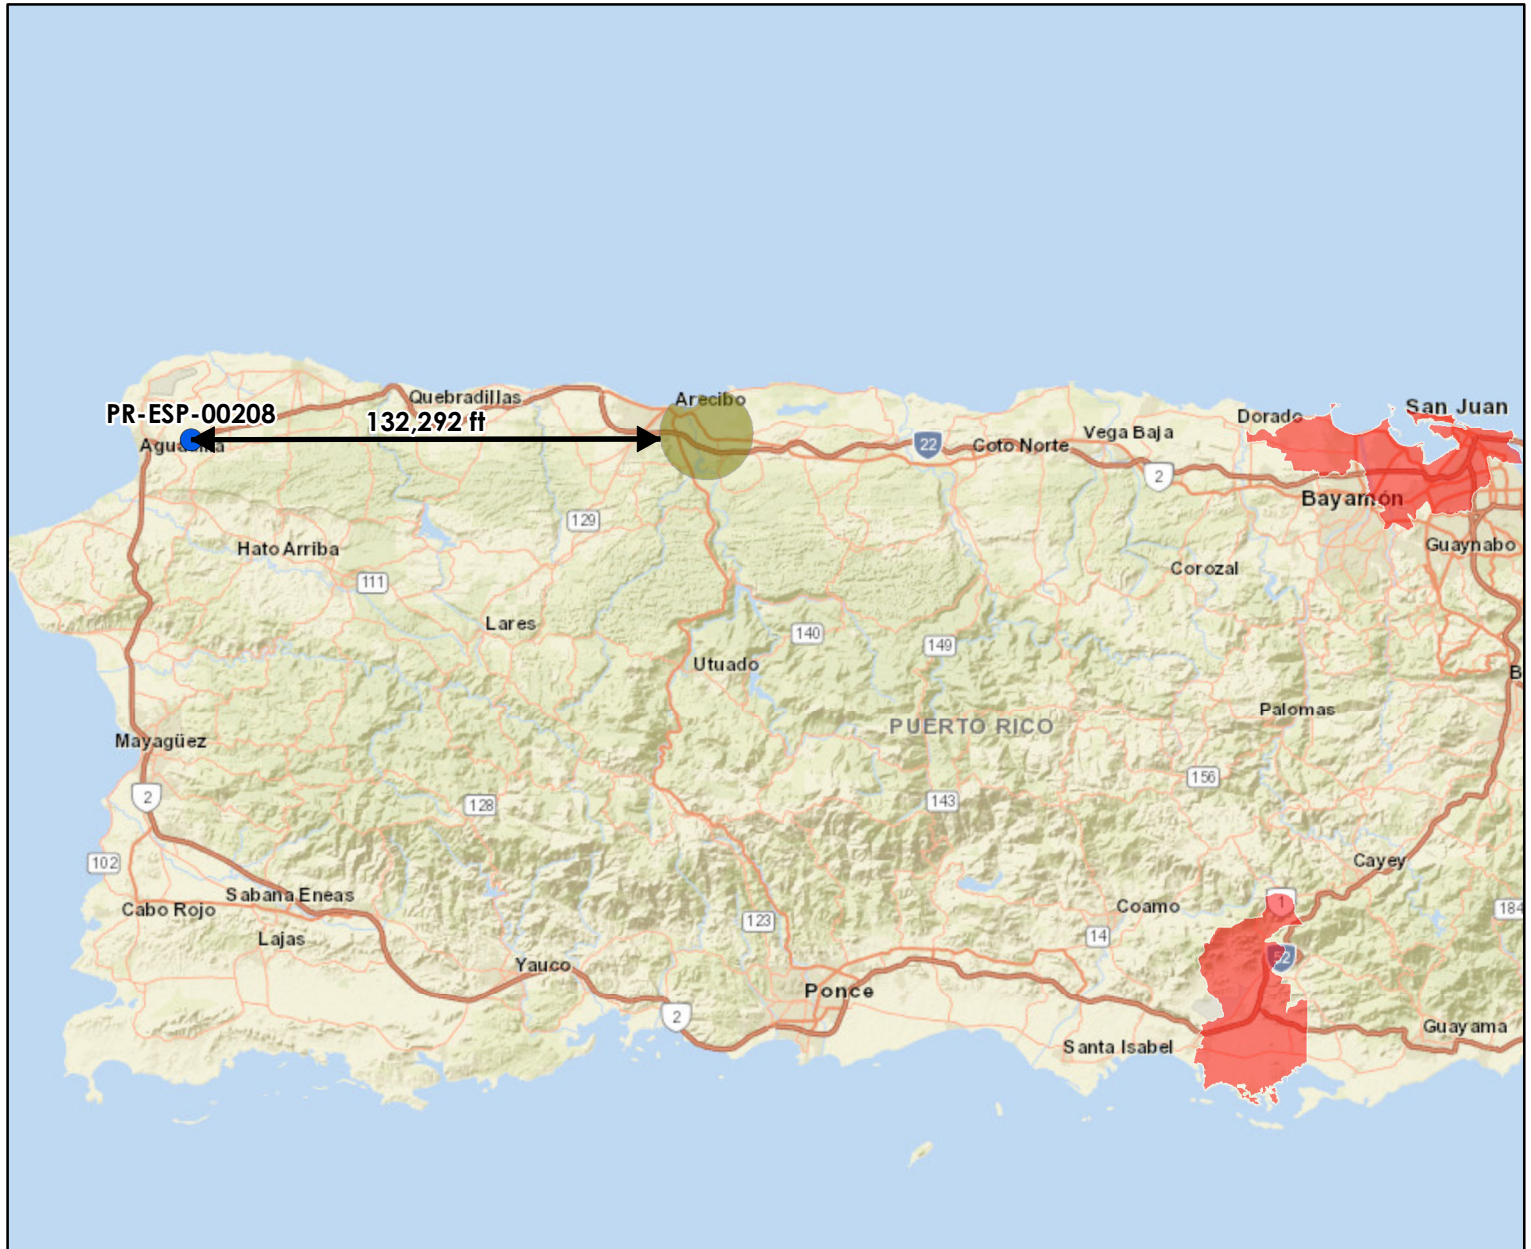 Quebradillas
Arecibo
PR-ESP-00208
132,292 ft
Dorado
San Juan
Vega Baja
22
Coto Norte
2
Bayamón
129
Guaynabo
Hato Arriba
111
Corozal
Lares
140
149
Utuado
B
Palomas
PUERTO RICO
Mayagüez
156
2
128
143
102
Cayey
Sabana Eneas
1
Cabo Rojo
Coamo
184
123
Lajas
14
52
Yauco
Ponce
2
Guayama
Santa Isabel